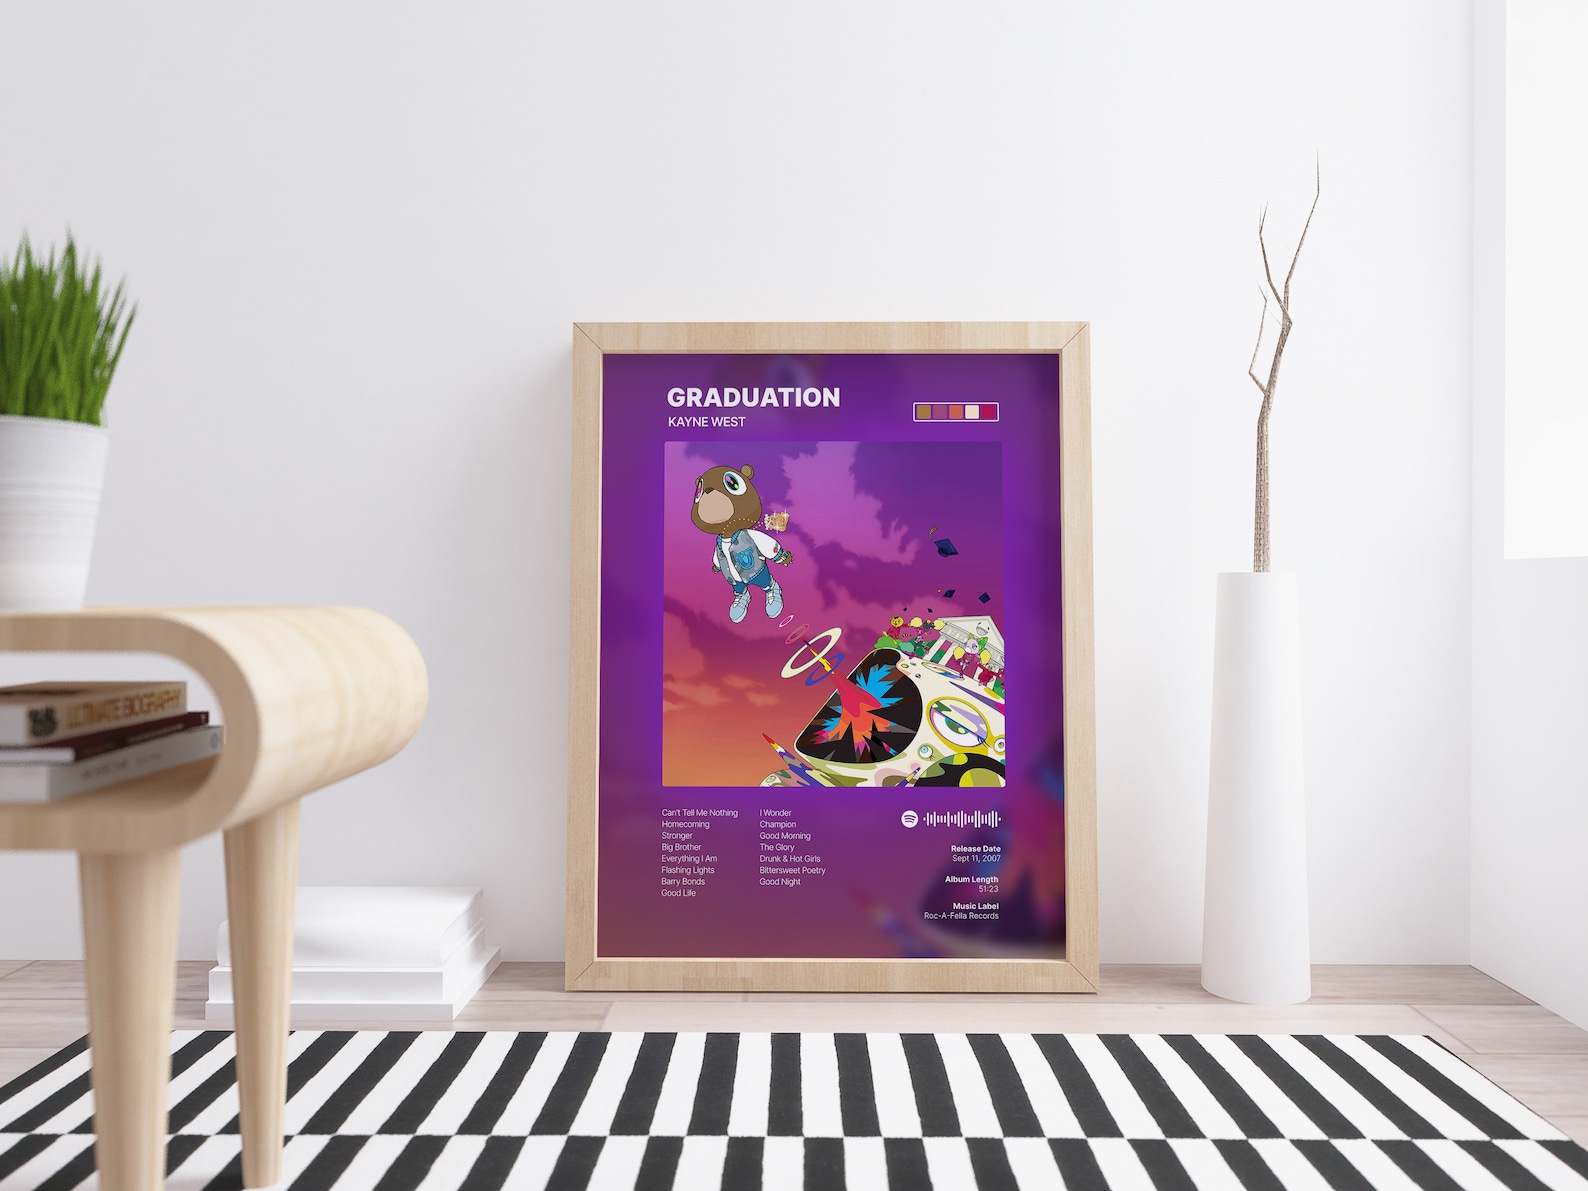 GRADUATION
KAYNE WEST
Can't Tell Me Nothing
Homecoming
Stronger
Big Brother
Everything I Am
Flashing Lights
Barry Bonds
Good Life
I Wonder
Champion
Good Morning
The Glory
Drunk & Hot Girls
Bittersweet Poetry
Good Night
Release Date
Sept 11, 2007
Album Length
51:23
Music Label
Roc-A-Fella Records
ULTIMATE BIOGRAPHY